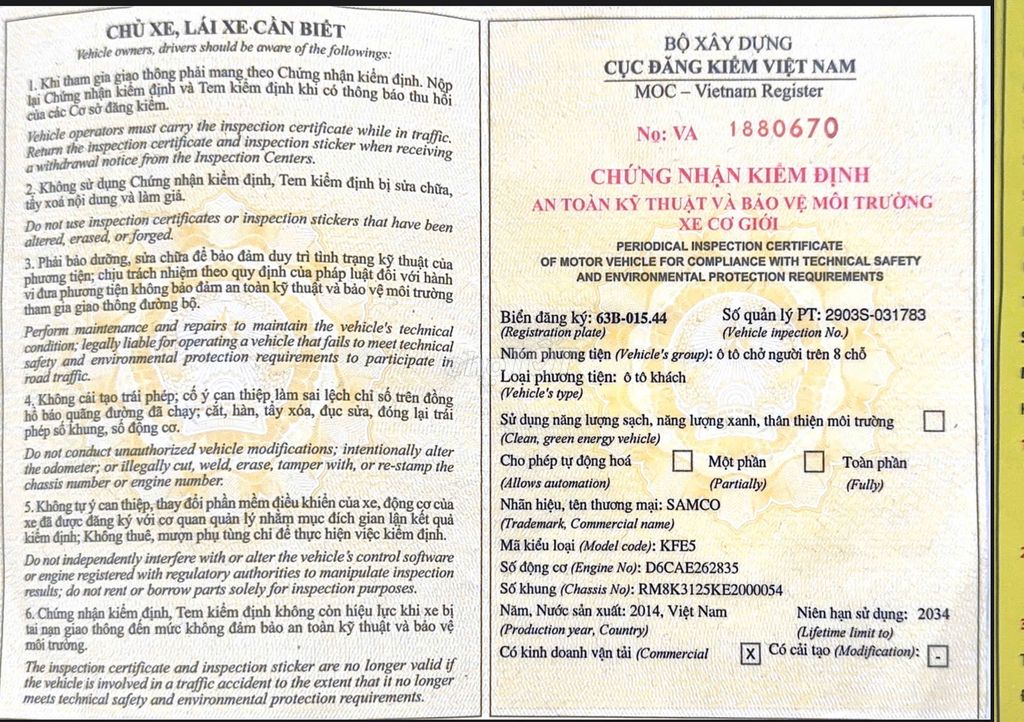 CHỦ XE, LÁI XE CẦN BIẾT
Vehicle owners, drivers should be aware of the followings:
1. Khi tham gia giao thông phải mang theo Chứng nhận kiểm định. Nộp
lại Chứng nhận kiểm định và Tem kiểm định khi có thông báo thu hồi
của các Cơ sở đăng kiểm.
Vehicle operators must carry the inspection certificate while in traffic.
Return the inspection certificate and inspection sticker when receiving
a withdrawal notice from the Inspection Centers.
2. Không sử dụng Chứng nhận kiểm định, Tem kiểm định bị sửa chữa,
tẩy xoá nội dung và làm giả.
Do not use inspection certificates or inspection stickers that have been
altered, erased, or forged.
3. Phải bảo dưỡng, sửa chữa để bảo đảm duy trì tình trạng kỹ thuật của
phương tiện; chịu trách nhiệm theo quy định của pháp luật đối với hành
vi đưa phương tiện không bảo đảm an toàn kỹ thuật và bảo vệ môi trường
tham gia giao thông đường bộ.
Perform maintenance and repairs to maintain the vehicle's technical
condition; legally liable for operating a vehicle that fails to meet technical
safety and environmental protection requirements to participate in
road traffic.
4. Không cải tạo trái phép; cố ý can thiệp làm sai lệch chỉ số trên đồng
hồ báo quãng đường đã chạy; cắt, hàn, tẩy xóa, đục sửa, đóng lại trái
phép số khung, số động cơ.
Do not conduct unauthorized vehicle modifications; intentionally alter
the odometer; or illegally cut, weld, erase, tamper with, or re-stamp the
chassis number or engine number.
5. Không tự ý can thiệp, thay đổi phần mềm điều khiển của xe, động cơ của
xe đã được đăng ký với cơ quan quản lý nhằm mục đích gian lận kết quả
kiểm định; Không thuê, mượn phụ tùng chỉ để thực hiện việc kiểm định.
Do not independently interfere with or alter the vehicle's control software
or engine registered with regulatory authorities to manipulate inspection
results; do not rent or borrow parts solely for inspection purposes.
6. Chứng nhận kiểm định, Tem kiểm định không còn hiệu lực khi xe bị
tai nạn giao thông đến mức không đảm bảo an toàn kỹ thuật và bảo vệ
môi trường.
The inspection certificate and inspection sticker are no longer valid if
the vehicle is involved in a traffic accident to the extent that it no longer
meets technical safety and environmental protection requirements.
BỘ XÂY DỰNG
CỤC ĐĂNG KIỂM VIỆT NAM
MOC – Vietnam Register
Nọ: VA 1880670
CHỨNG NHẬN KIỂM ĐỊNH
AN TOÀN KỸ THUẬT VÀ BẢO VỆ MÔI TRƯỜNG
XE CƠ GIỚI
PERIODICAL INSPECTION CERTIFICATE
OF MOTOR VEHICLE FOR COMPLIANCE WITH TECHNICAL SAFETY
AND ENVIRONMENTAL PROTECTION REQUIREMENTS
Biển đăng ký: 63B-015.44 Số quản lý PT: 2903S-031783
(Registration plate) (Vehicle inpection No.)
Nhóm phương tiện (Vehicle's group): ô tô chở người trên 8 chỗ
Loại phương tiện: ô tô khách
(Vehicle's type)
Sử dụng năng lượng sạch, năng lượng xanh, thân thiện môi trường
(Clean, green energy vehicle)
Cho phép tự động hoá Một phần Toàn phần
(Allows automation) (Partially) (Fully)
Nhãn hiệu, tên thương mại: SAMCO
(Trademark, Commercial name)
Mã kiểu loại (Model code): KFE5
Số động cơ (Engine No): D6CAE262835
Số khung (Chassis No): RM8K3125KE2000054
Năm, Nước sản xuất: 2014, Việt Nam Niên hạn sử dụng: 2034
(Production year, Country) (Lifetime limit to)
Có kinh doanh vận tải (Commercial X Có cải tạo (Modification): -